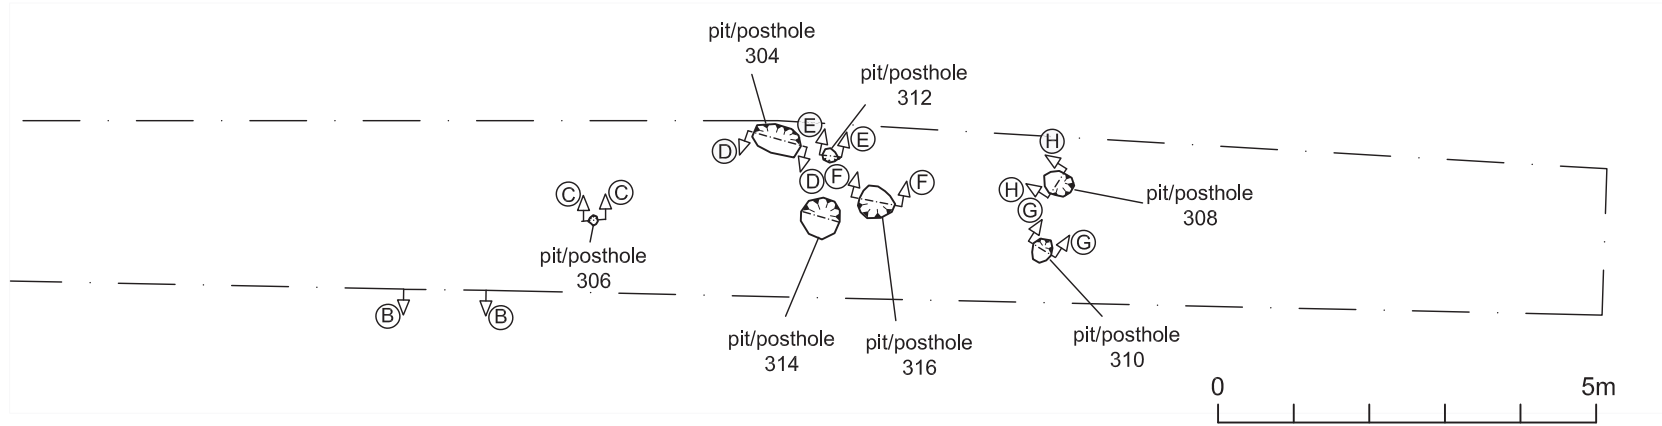 pit/posthole
304
pit/posthole
312
E
E
D
H
D
F
F
C
C
H
pit/posthole
308
G
G
pit/posthole
306
B
B
pit/posthole
314
pit/posthole
316
pit/posthole
310
0
5m